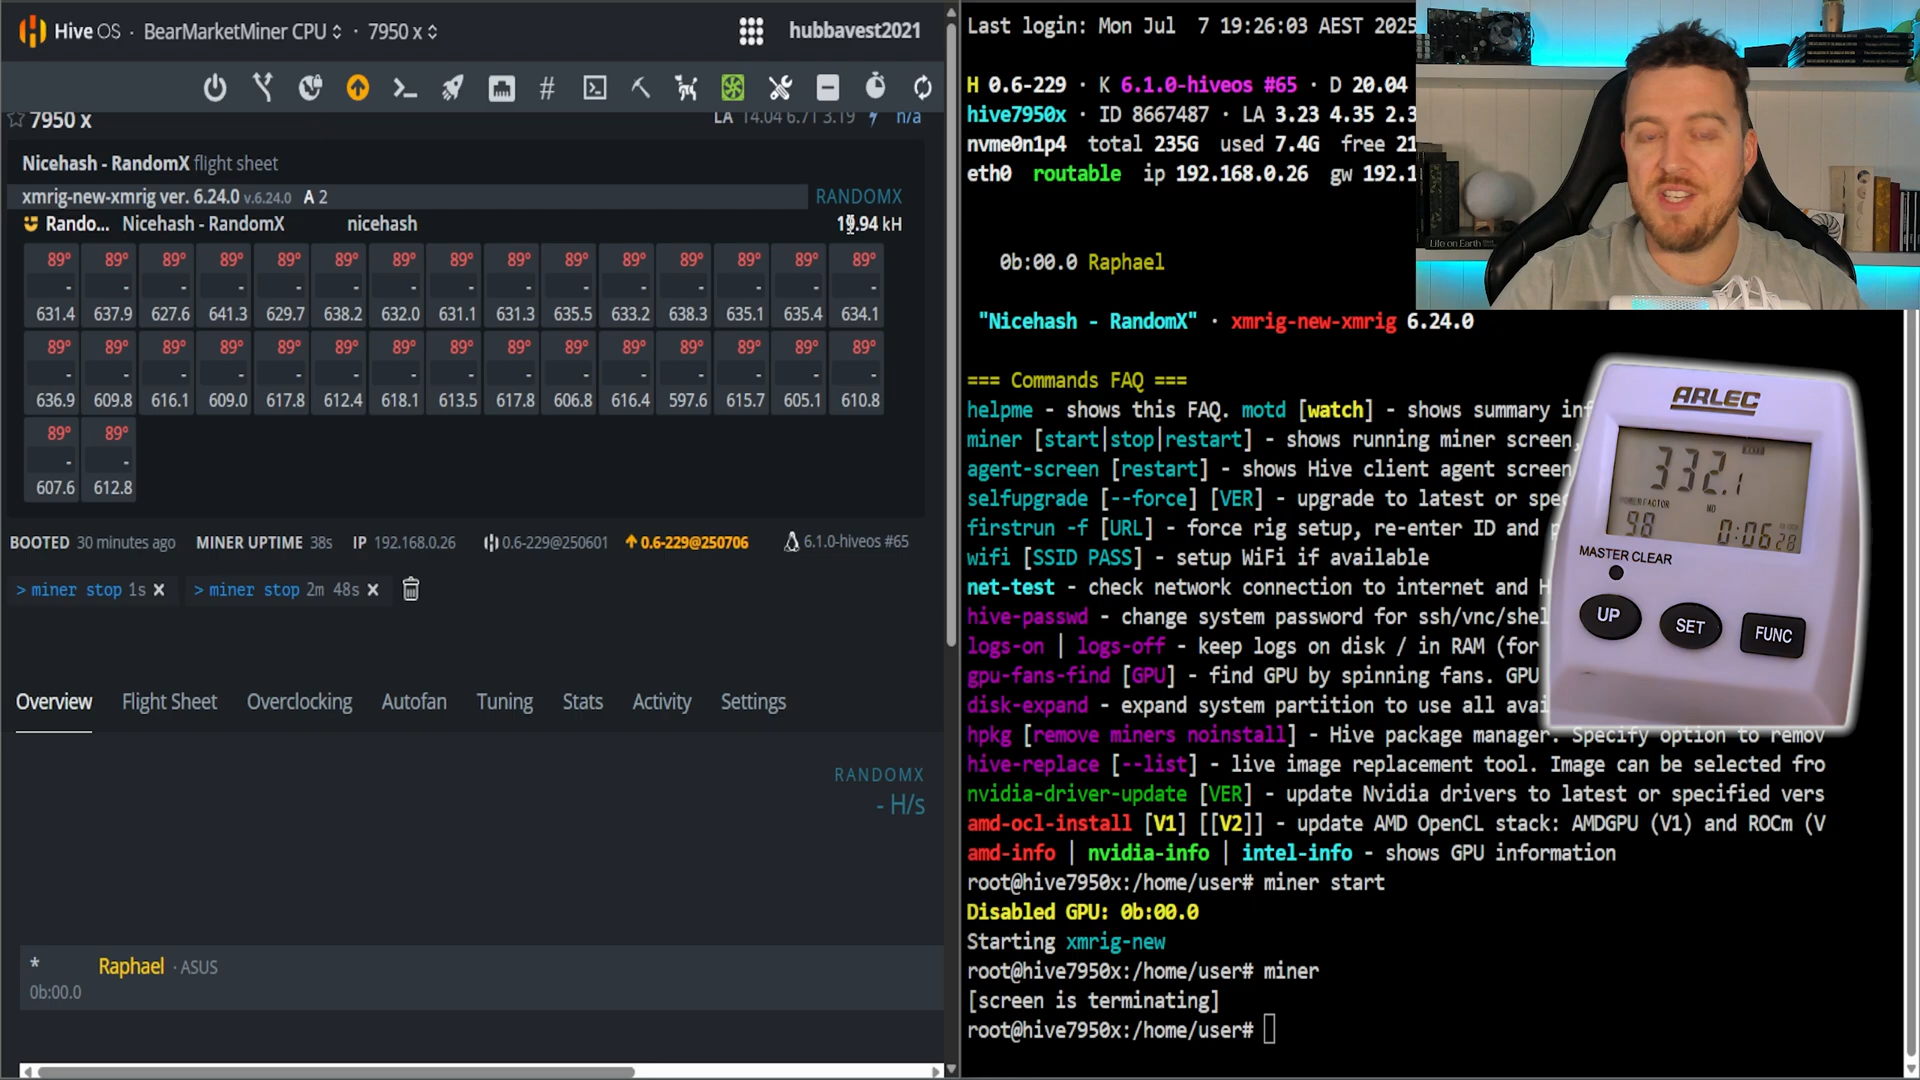 Hive OS · BearMarketMiner CPU · 7950 x
hubbavest2021
7950 x
LA 14.04 6.71 3.19 n/a
Nicehash - RandomX flight sheet
xmrig-new-xmrig ver. 6.24.0 v.6.24.0 A 2 RANDOMX
Rando... Nicehash - RandomX nicehash 19.94 kH
89° 89° 89° 89° 89° 89° 89° 89° 89° 89° 89° 89° 89° 89° 89°
- - - - - - - - - - - - - - -
631.4 637.9 627.6 641.3 629.7 638.2 632.0 631.1 631.3 635.5 633.2 638.3 635.1 635.4 634.1
89° 89° 89° 89° 89° 89° 89° 89° 89° 89° 89° 89° 89° 89° 89°
- - - - - - - - - - - - - - -
636.9 609.8 616.1 609.0 617.8 612.4 618.1 613.5 617.8 606.8 616.4 597.6 615.7 605.1 610.8
89° 89°
- -
607.6 612.8
BOOTED 30 minutes ago MINER UPTIME 38s IP 192.168.0.26 0.6-229@250601 0.6-229@250706 6.1.0-hiveos #65
> miner stop 1s × > miner stop 2m 48s ×
Overview Flight Sheet Overclocking Autofan Tuning Stats Activity Settings
RANDOMX
- H/s
* Raphael · ASUS
0b:00.0
Last login: Mon Jul 7 19:26:03 AEST 2025
H 0.6-229 · K 6.1.0-hiveos #65 · D 20.04
hive7950x · ID 8667487 · LA 3.23 4.35 2.3
nvme0n1p4 total 235G used 7.4G free 21
eth0 routable ip 192.168.0.26 gw 192.1
0b:00.0 Raphael
"Nicehash - RandomX" · xmrig-new-xmrig 6.24.0
=== Commands FAQ ===
helpme - shows this FAQ. motd [watch] - shows summary inf
miner [start|stop|restart] - shows running miner screen,
agent-screen [restart] - shows Hive client agent screen
selfupgrade [--force] [VER] - upgrade to latest or spec
firstrun -f [URL] - force rig setup, re-enter ID and p
wifi [SSID PASS] - setup WiFi if available
net-test - check network connection to internet and H
hive-passwd - change system password for ssh/vnc/shel
logs-on | logs-off - keep logs on disk / in RAM (for
gpu-fans-find [GPU] - find GPU by spinning fans. GPU
disk-expand - expand system partition to use all avai
hpkg [remove miners noinstall] - Hive package manager. Specify option to remov
hive-replace [--list] - live image replacement tool. Image can be selected fro
nvidia-driver-update [VER] - update Nvidia drivers to latest or specified vers
amd-ocl-install [V1] [[V2]] - update AMD OpenCL stack: AMDGPU (V1) and ROCm (V
amd-info | nvidia-info | intel-info - shows GPU information
root@hive7950x:/home/user# miner start
Disabled GPU: 0b:00.0
Starting xmrig-new
root@hive7950x:/home/user# miner
[screen is terminating]
root@hive7950x:/home/user#
Life on Earth
ARLEC
332.1
POWER FACTOR
98 0:06 28
MASTER CLEAR
UP SET FUNC